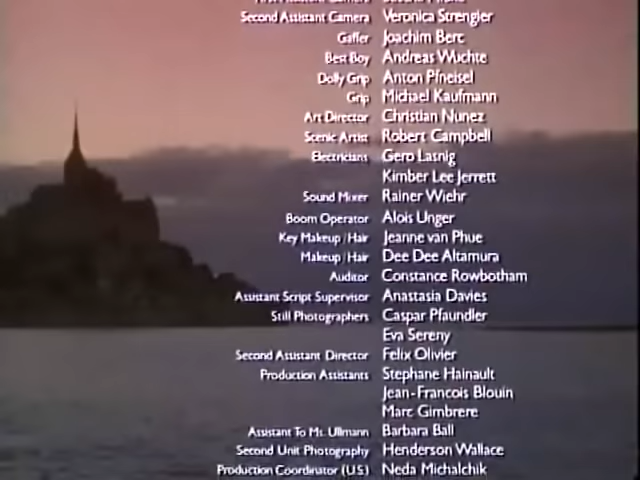 Second Assistant Camera Veronica Strengier
Gaffer Joachim Berc
Best Boy Andreas Wuchte
Dolly Grip Anton Pfneisel
Grip Michael Kaufmann
Art Director Christian Nunez
Scenic Artist Robert Campbell
Electricians Gero Lasnig
Kimber Lee Jerrett
Sound Mixer Rainer Wiehr
Boom Operator Alois Unger
Key Makeup/Hair Jeanne van Phue
Makeup/Hair Dee Dee Altamura
Auditor Constance Rowbotham
Assistant Script Supervisor Anastasia Davies
Still Photographers Caspar Pfaundler
Eva Sereny
Second Assistant Director Felix Olivier
Production Assistants Stephane Hainault
Jean-Francois Blouin
Marc Gimbrere
Assistant To Mr. Ullmann Barbara Ball
Second Unit Photography Henderson Wallace
Production Coordinator (U.S.) Neda Michalchik